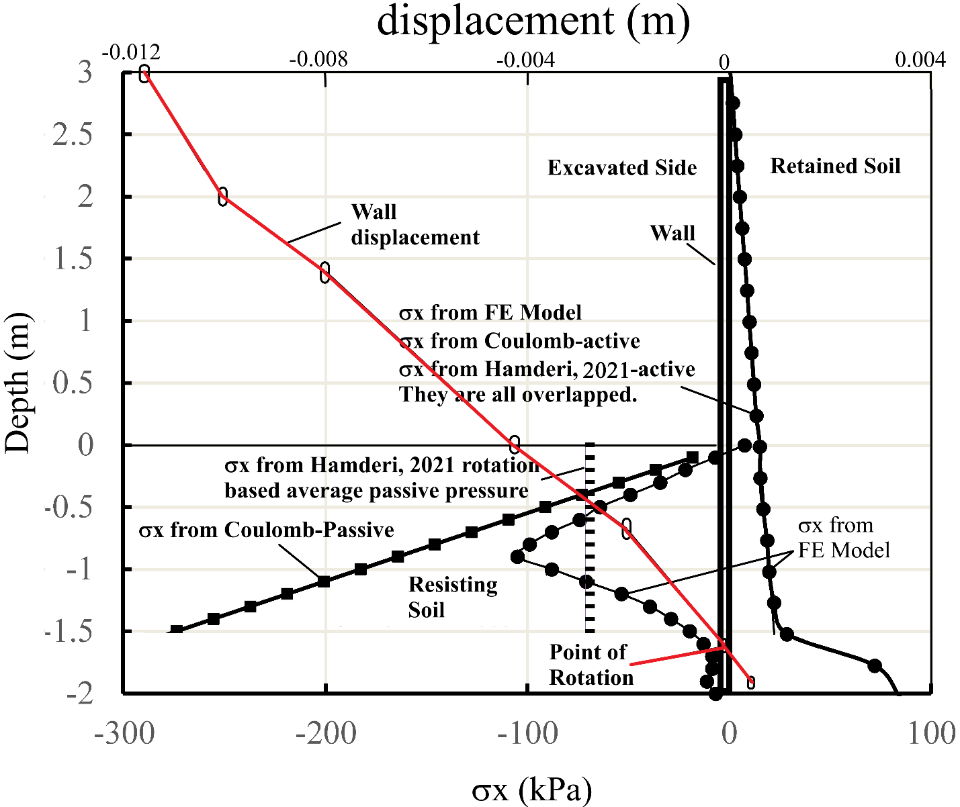 displacement (m)
-0.012 -0.008 -0.004 0 0.004
3
2.5
Excavated Side Retained Soil
2
Wall
displacement
Wall
1.5
σx from FE Model
1
σx from Coulomb-active
σx from Hamderi, 2021-active
0.5
They are all overlapped.
Depth (m)
0
σx from Hamderi, 2021 rotation
based average passive pressure
-0.5
σx from Coulomb-Passive
σx from
FE Model
-1
Resisting
Soil
-1.5
Point of
Rotation
-2
-300 -200 -100 0 100
σx (kPa)